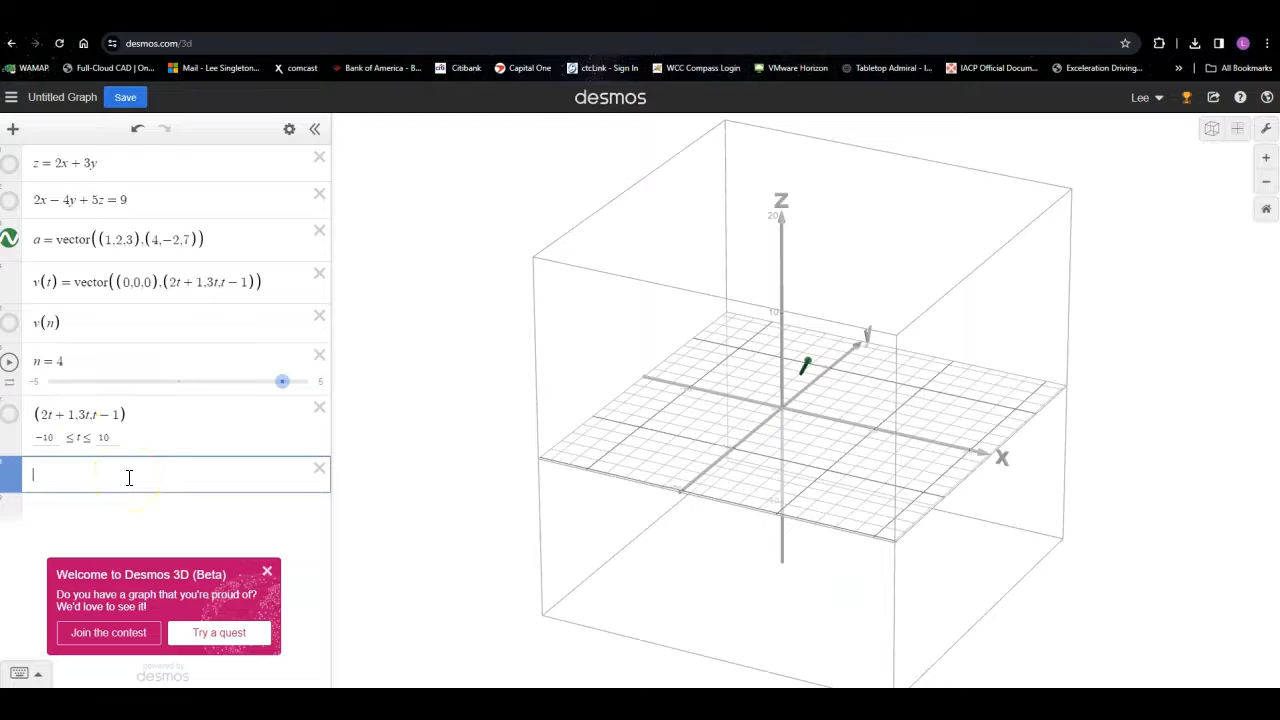 desmos.com/3d
WAMAP
Full-Cloud CAD | On...
Mail - Lee Singleton...
comcast
Bank of America - B...
Citibank
Capital One
ctcLink - Sign In
WCC Compass Login
VMware Horizon
Tabletop Admiral - I...
IACP Official Docum...
Exceleration Driving...
»
All Bookmarks
Untitled Graph
Save
desmos
Lee
z = 2x + 3y
2x − 4y + 5z = 9
a = vector((1,2,3),(4,−2,7))
v(t) = vector((0,0,0),(2t + 1,3t,t − 1))
v(n)
n = 4
−5
5
(2t + 1,3t,t − 1)
−10 ≤ t ≤ 10
Welcome to Desmos 3D (Beta)
Do you have a graph that you're proud of?
We'd love to see it!
Join the contest
Try a quest
powered by
desmos
z
20
10
y
x